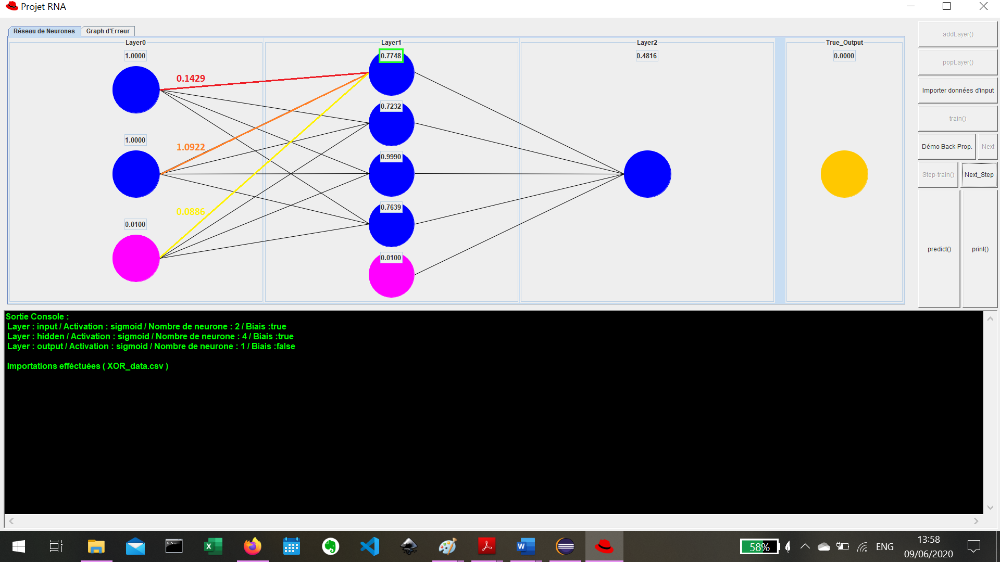 Projet RNA
Réseau de Neurones
Graph d'Erreur
Layer0
Layer1
Layer2
True_Output
1.0000
0.7748
0.4816
0.0000
0.1429
0.7232
1.0000
1.0922
0.9990
0.7639
0.0886
0.0100
0.0100
addLayer()
popLayer()
Importer données d'input
train()
Démo Back-Prop.
Next
Step-train()
Next_Step
predict()
print()
Sortie Console :
Layer : input / Activation : sigmoid / Nombre de neurone : 2 / Biais :true
Layer : hidden / Activation : sigmoid / Nombre de neurone : 4 / Biais :true
Layer : output / Activation : sigmoid / Nombre de neurone : 1 / Biais :false
Importations efféctuées ( XOR_data.csv )
58%
ENG
13:58
09/06/2020